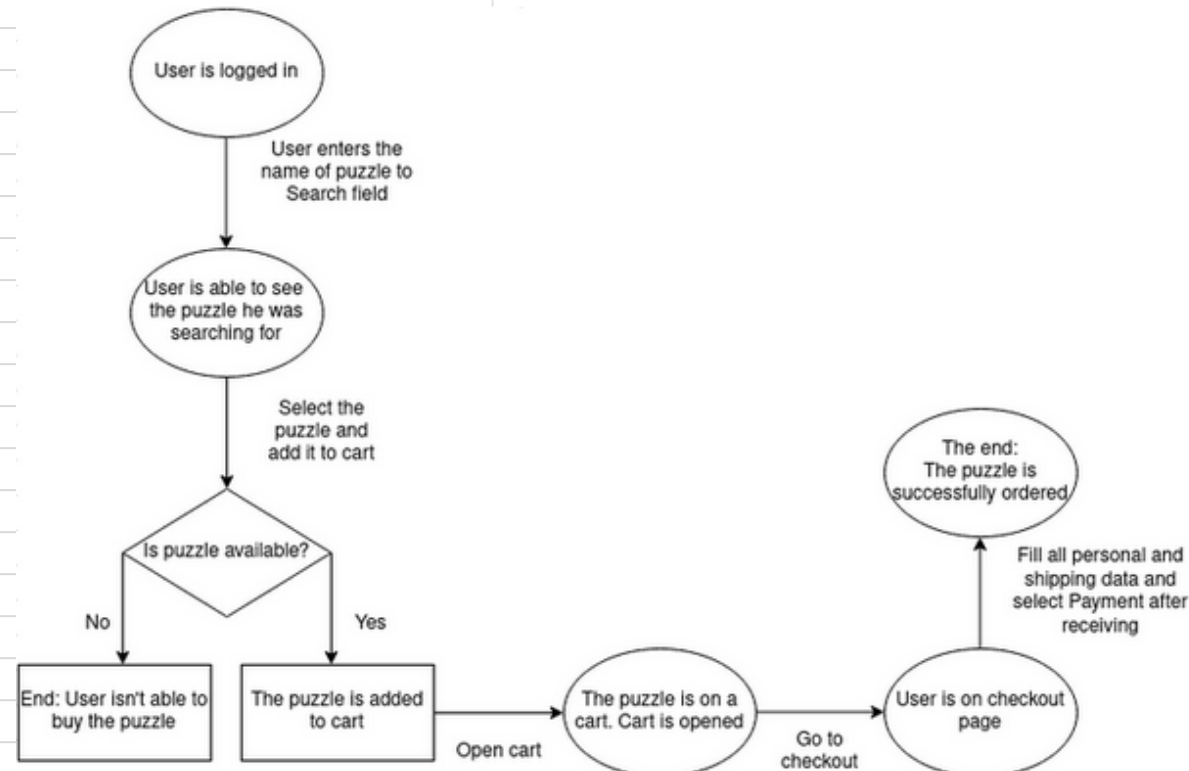 User is logged in
User enters the
name of puzzle to
Search field
User is able to see
the puzzle he was
searching for
Select the
puzzle and
add it to cart
Is puzzle available?
No
Yes
End: User isn't able to
buy the puzzle
The puzzle is added
to cart
Open cart
The puzzle is on a
cart. Cart is opened
Go to
checkout
User is on checkout
page
Fill all personal and
shipping data and
select Payment after
receiving
The end:
The puzzle is
successfully ordered